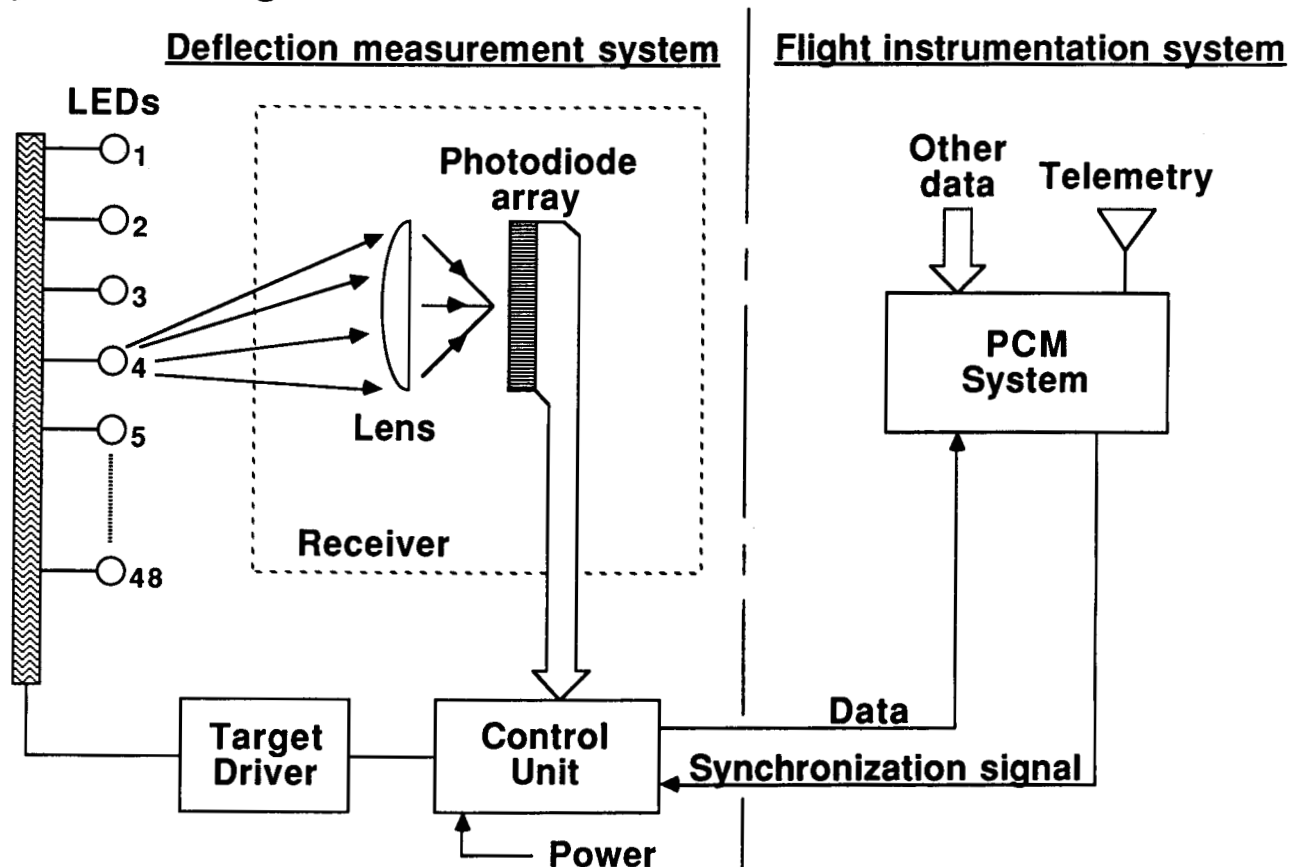 Deflection measurement system
Flight instrumentation system
LEDs
1
2
3
4
5
48
Photodiode
array
Lens
Receiver
Other
data
Telemetry
PCM
System
Target
Driver
Control
Unit
Data
Synchronization signal
Power